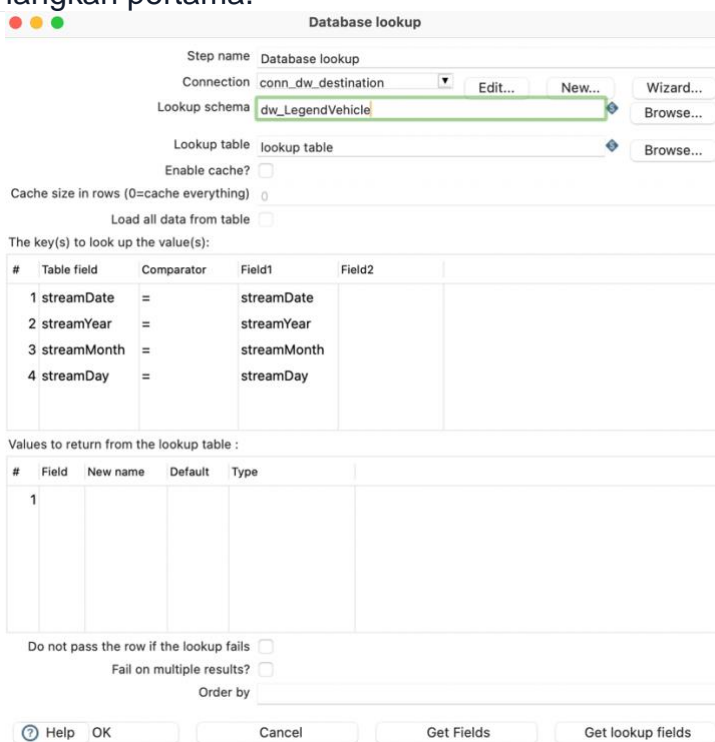 langkah pertama.
Database lookup
Step name Database lookup
Connection conn_dw_destination Edit... New... Wizard...
Lookup schema dw_LegendVehicle Browse...
Lookup table lookup table Browse...
Enable cache?
Cache size in rows (0=cache everything) 0
Load all data from table
The key(s) to look up the value(s):
# Table field Comparator Field1 Field2
1 streamDate = streamDate
2 streamYear = streamYear
3 streamMonth = streamMonth
4 streamDay = streamDay
Values to return from the lookup table :
# Field New name Default Type
1
Do not pass the row if the lookup fails
Fail on multiple results?
Order by
Help OK Cancel Get Fields Get lookup fields